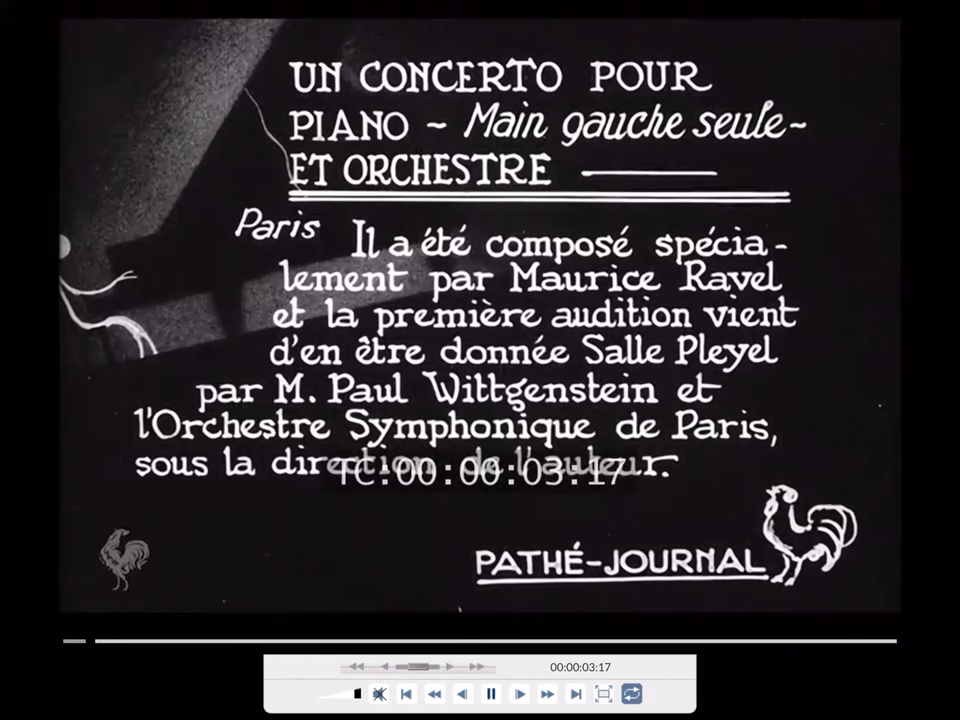 UN CONCERTO POUR
PIANO ~ Main gauche seule ~
ET ORCHESTRE
Paris Il a été composé spécia-
lement par Maurice Ravel
et la première audition vient
d'en être donnée Salle Pleyel
par M. Paul Wittgenstein et
l'Orchestre Symphonique de Paris,
sous la direction de l'auteur.
TC:00:00:03:17
PATHÉ-JOURNAL
00:00:03:17